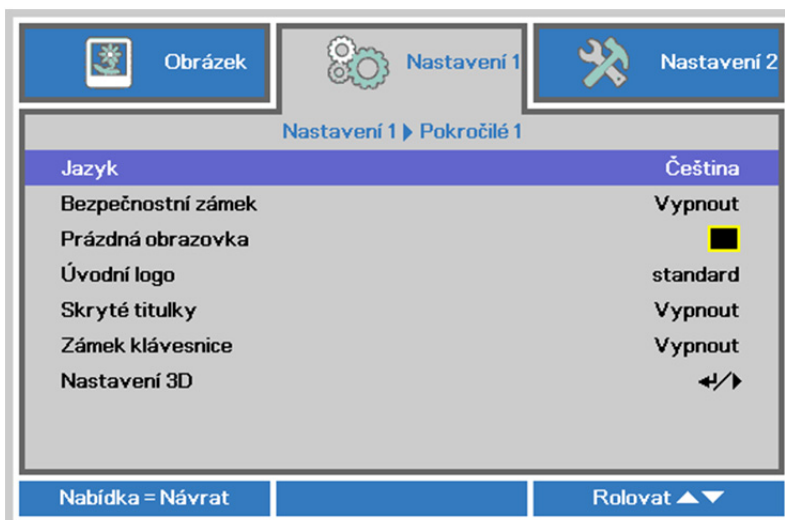 Obrázek
Nastavení 1
Nastavení 2
Nastavení 1 ▶ Pokročilé 1
Jazyk Čeština
Bezpečnostní zámek Vypnout
Prázdná obrazovka
Úvodní logo standard
Skryté titulky Vypnout
Zámek klávesnice Vypnout
Nastavení 3D ↵/▶
Nabídka = Návrat
Rolovat ▲▼